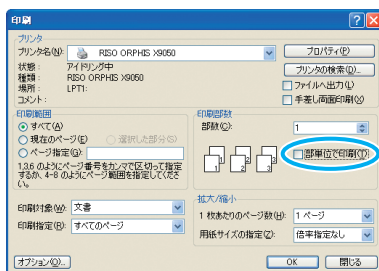 印刷
プリンタ
プリンタ名(N):
RISO ORPHIS X9050
プロパティ(P)
状態: アイドリング中
プリンタの検索(D)...
種類: RISO ORPHIS X9050
場所: LPT1:
ファイルへ出力(L)
コメント:
手差し両面印刷(X)
印刷範囲
すべて(A)
現在のページ(E)
選択した部分(S)
ページ指定(G):
1,3,6 のようにページ番号をカンマで区切って指定
するか、4-8 のようにページ範囲を指定してくださ
い。
印刷部数
部数(C):
1
部単位で印刷(T)
1
1
2
2
3
3
印刷対象(W):
文書
印刷指定(R):
すべてのページ
拡大/縮小
1 枚あたりのページ数(H):
1 ページ
用紙サイズの指定(Z):
倍率指定なし
オプション(O)...
OK
閉じる